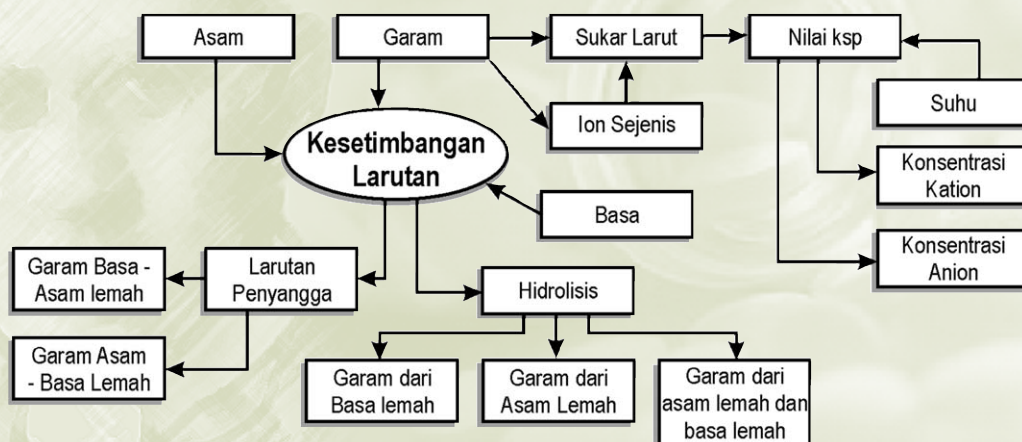 Asam
Garam
Sukar Larut
Nilai ksp
Suhu
Ion Sejenis
Kesetimbangan
Larutan
Konsentrasi
Kation
Basa
Konsentrasi
Anion
Garam Basa -
Asam lemah
Larutan
Penyangga
Hidrolisis
Garam Asam
- Basa Lemah
Garam dari
Basa lemah
Garam dari
Asam Lemah
Garam dari
asam lemah dan
basa lemah